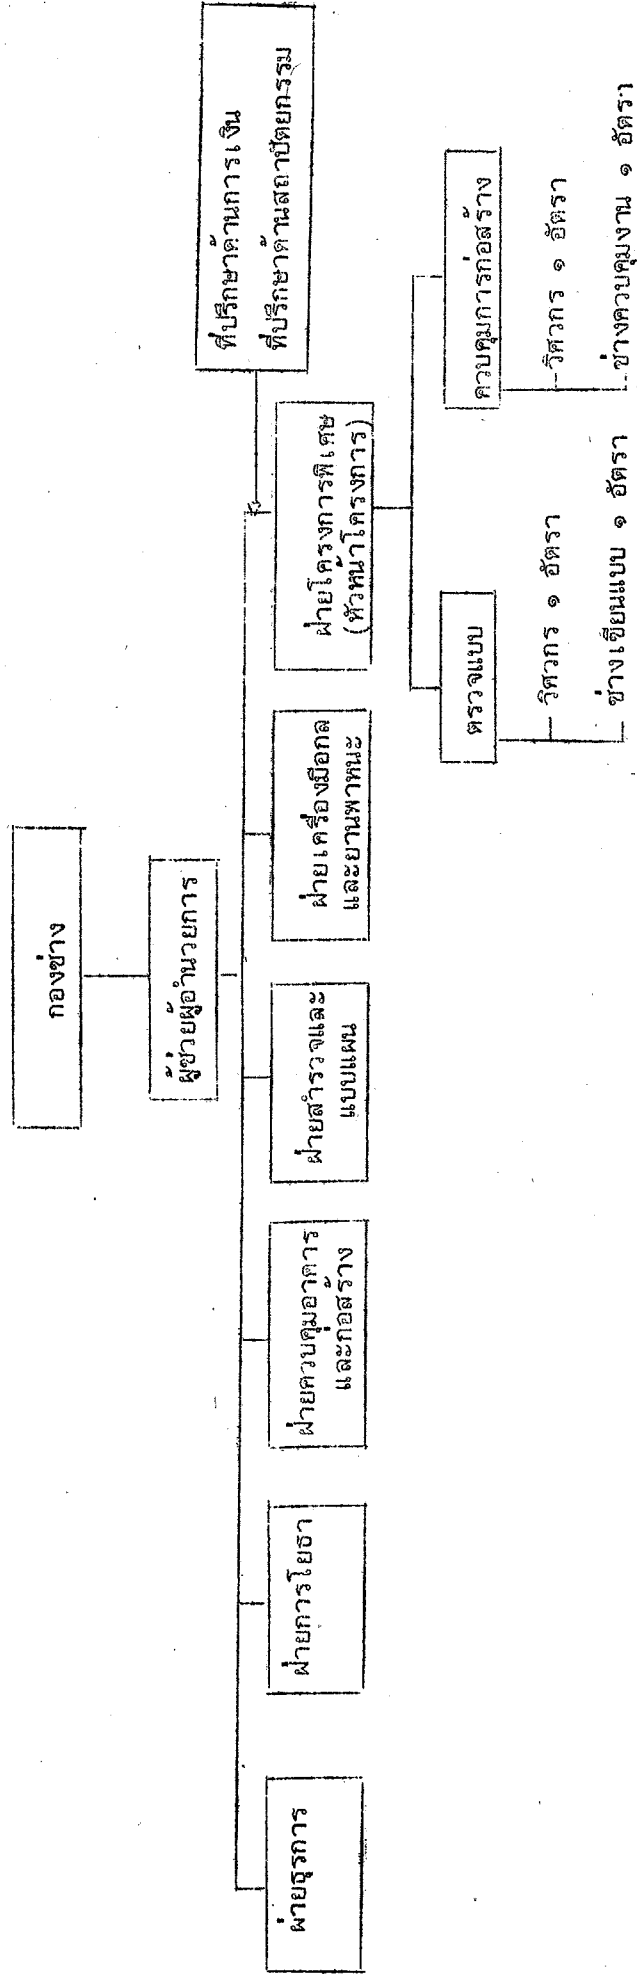 กองช่าง
ผู้ช่วยผู้อำนวยการ
ที่ปรึกษาด้านการเงิน
ที่ปรึกษาด้านสถาปัตยกรรม
ฝ่ายธุรการ
ฝ่ายการโยธา
ฝ่ายควบคุมอาคาร
และก่อสร้าง
ฝ่ายสำรวจและ
แบบแผน
ฝ่ายเครื่องมือกล
และยานพาหนะ
ฝ่ายโครงการพิเศษ
(หัวหน้าโครงการ)
ตรวจแบบ
วิศวกร ๑ อัตรา
ช่างเขียนแบบ ๑ อัตรา
ควบคุมการก่อสร้าง
วิศวกร ๑ อัตรา
ช่างควบคุมงาน ๑ อัตรา